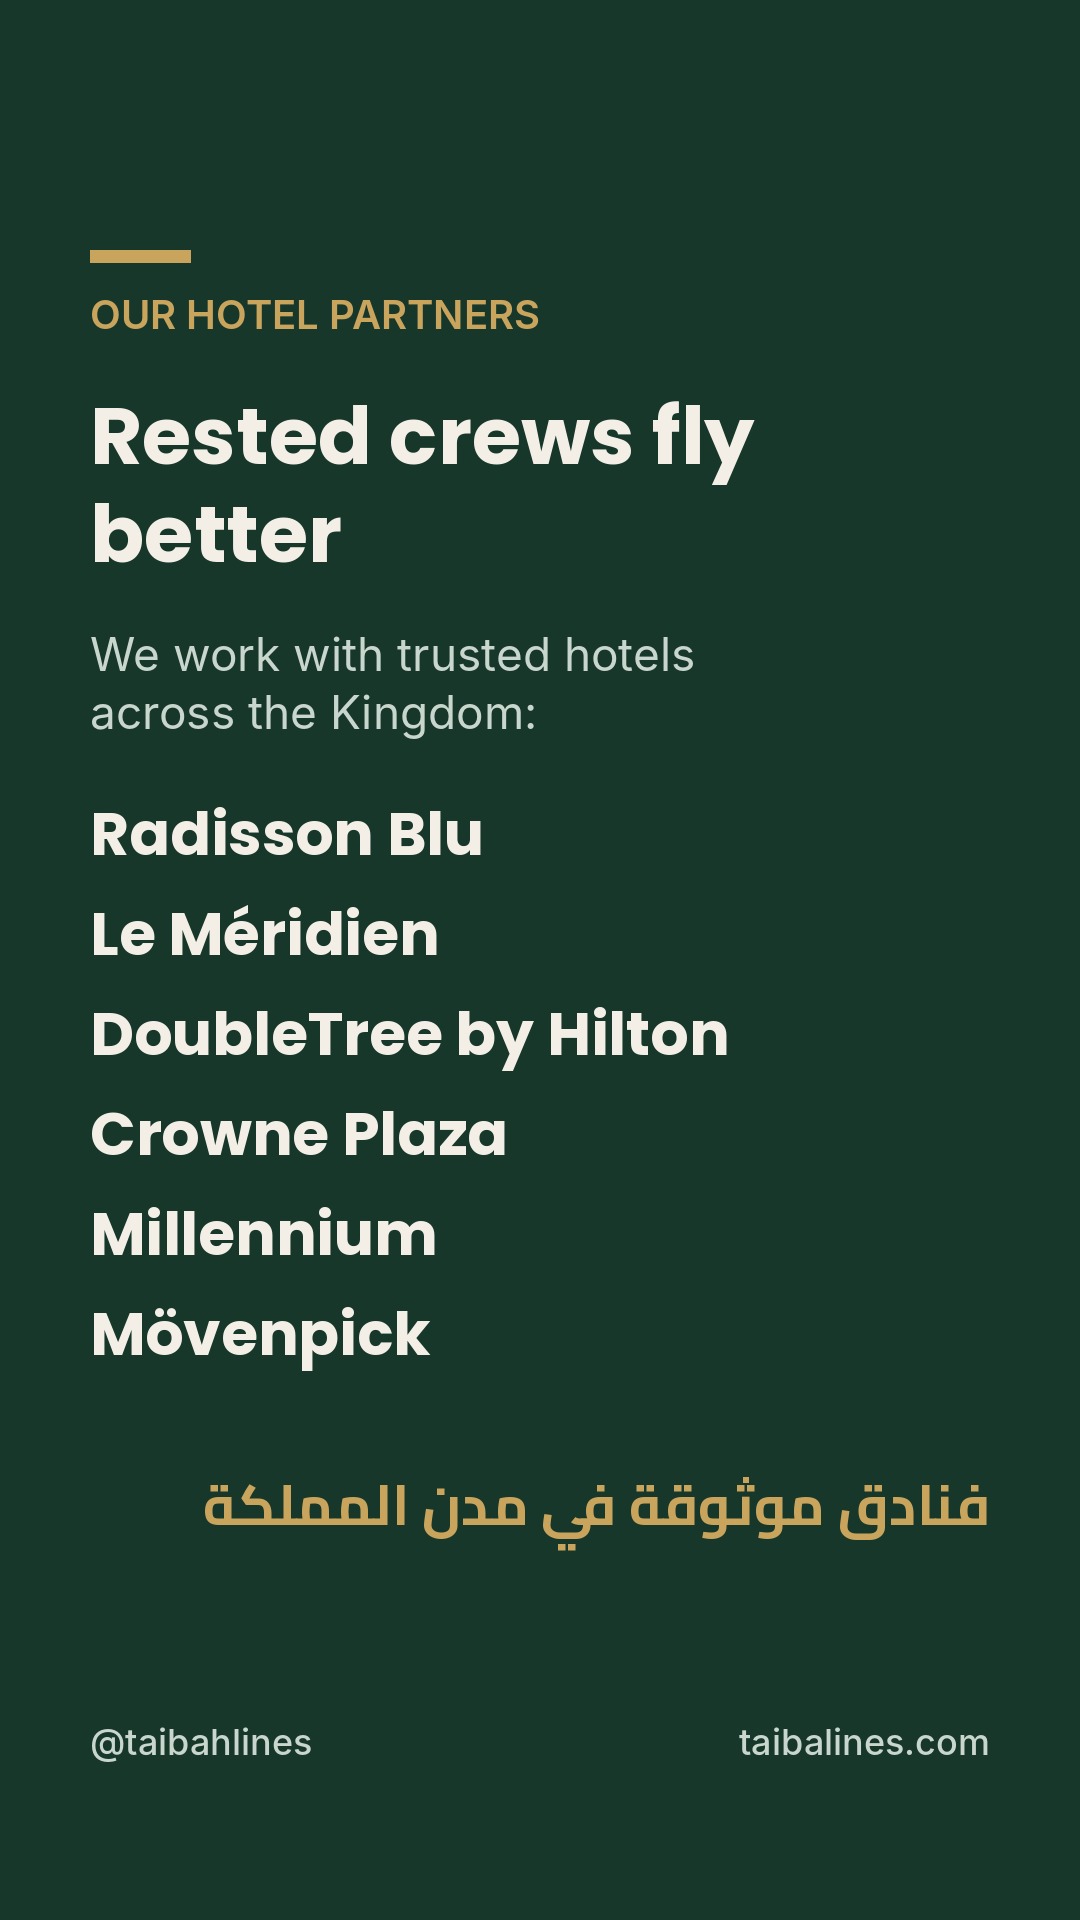 OUR HOTEL PARTNERS
Rested crews fly
better
We work with trusted hotels
across the Kingdom:
Radisson Blu
Le Méridien
DoubleTree by Hilton
Crowne Plaza
Millennium
Mövenpick
فنادق موثوقة في مدن المملكة
@taibahlines
taibalines.com